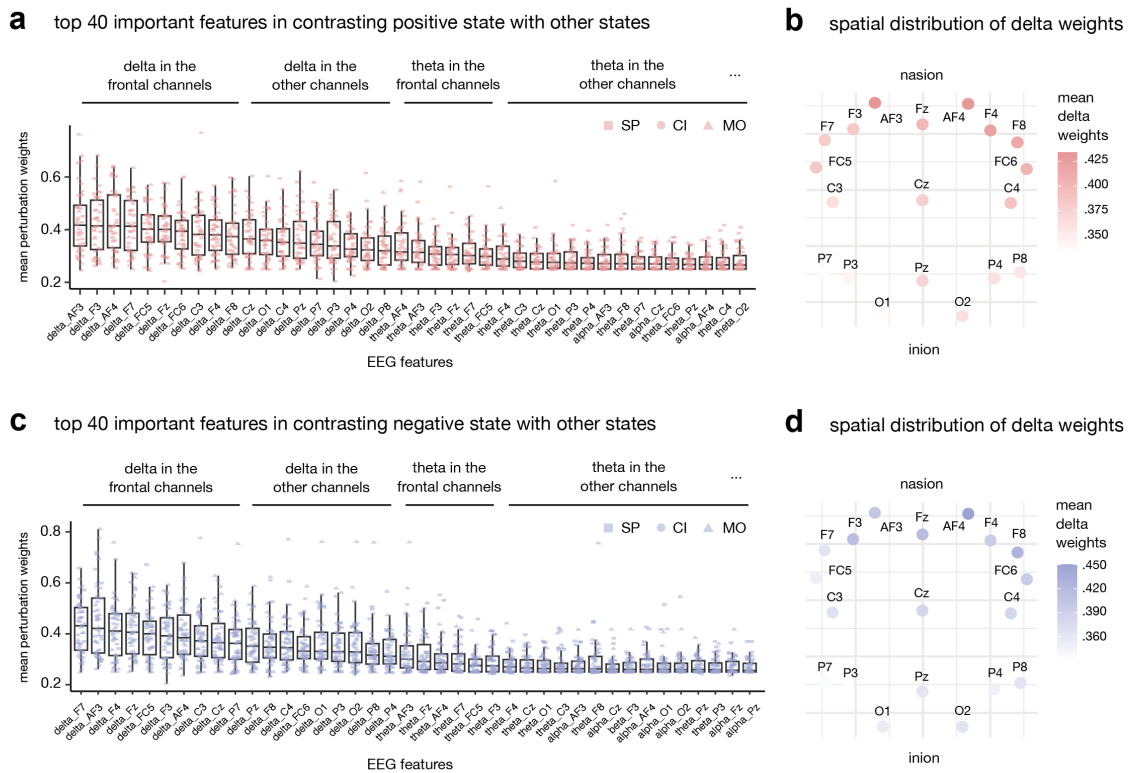 a top 40 important features in contrasting positive state with other states
delta in the
frontal channels
delta in the
other channels
theta in the
frontal channels
theta in the
other channels
...
SP CI MO
mean perturbation weights
0.6
0.4
0.2
delta_AF3 delta_F3 delta_AF4 delta_F7 delta_FC5 delta_Fz delta_FC6 delta_C3 delta_F4 delta_F8 delta_Cz delta_O1 delta_C4 delta_Pz delta_P7 delta_P3 delta_P4 delta_O2 delta_P8 theta_AF4 theta_AF3 theta_F3 theta_Fz theta_F7 theta_FC5 theta_F4 theta_C3 theta_Cz theta_O1 theta_P3 theta_P4 alpha_AF3 theta_F8 theta_P7 alpha_Cz theta_FC6 theta_Pz alpha_AF4 theta_C4 theta_O2
EEG features
b spatial distribution of delta weights
nasion
F3 AF3 Fz AF4 F4
F7 F8
FC5 FC6
C3 Cz C4
P7 P3 Pz P4 P8
O1 O2
inion
mean
delta
weights
.425
.400
.375
.350
c top 40 important features in contrasting negative state with other states
delta in the
frontal channels
delta in the
other channels
theta in the
frontal channels
theta in the
other channels
...
SP CI MO
mean perturbation weights
0.8
0.6
0.4
0.2
delta_F7 delta_AF3 delta_F4 delta_Fz delta_FC5 delta_F3 delta_AF4 delta_C3 delta_Cz delta_P7 delta_Pz delta_F8 delta_C4 delta_FC6 delta_O1 delta_P3 delta_O2 delta_P8 delta_P4 theta_AF3 theta_Fz theta_AF4 theta_F7 theta_FC5 theta_F3 theta_F4 theta_Cz theta_O1 theta_C3 alpha_AF3 theta_F8 alpha_Cz beta_F3 alpha_AF4 alpha_O1 alpha_O2 theta_Pz theta_P3 alpha_Fz alpha_Pz
EEG features
d spatial distribution of delta weights
nasion
F3 AF3 Fz AF4 F4
F7 F8
FC5 FC6
C3 Cz C4
P7 P3 Pz P4 P8
O1 O2
inion
mean
delta
weights
.450
.420
.390
.360